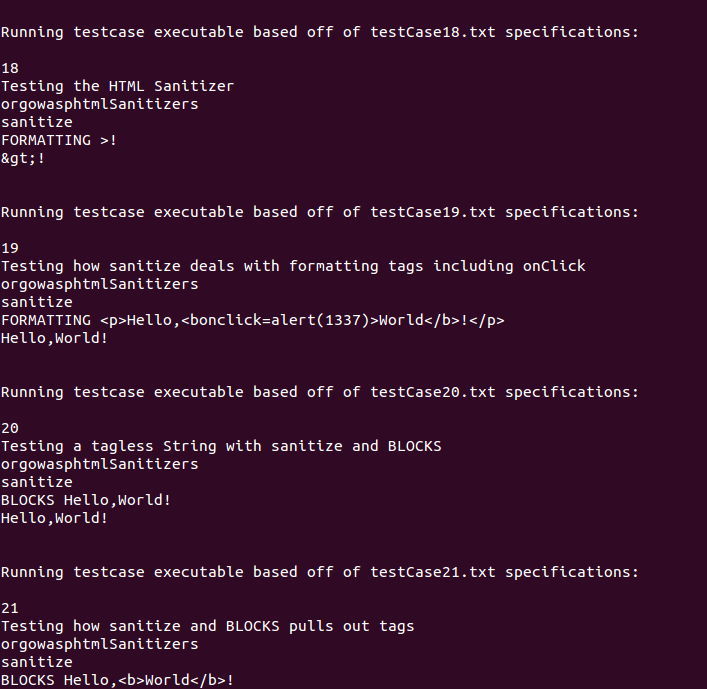 Running testcase executable based off of testCase18.txt specifications:
18
Testing the HTML Sanitizer
orgowasphtmlSanitizers
sanitize
FORMATTING >!
&gt;!
Running testcase executable based off of testCase19.txt specifications:
19
Testing how sanitize deals with formatting tags including onClick
orgowasphtmlSanitizers
sanitize
FORMATTING <p>Hello,<bonclick=alert(1337)>World</b>!</p>
Hello,World!
Running testcase executable based off of testCase20.txt specifications:
20
Testing a tagless String with sanitize and BLOCKS
orgowasphtmlSanitizers
sanitize
BLOCKS Hello,World!
Hello,World!
Running testcase executable based off of testCase21.txt specifications:
21
Testing how sanitize and BLOCKS pulls out tags
orgowasphtmlSanitizers
sanitize
BLOCKS Hello,<b>World</b>!